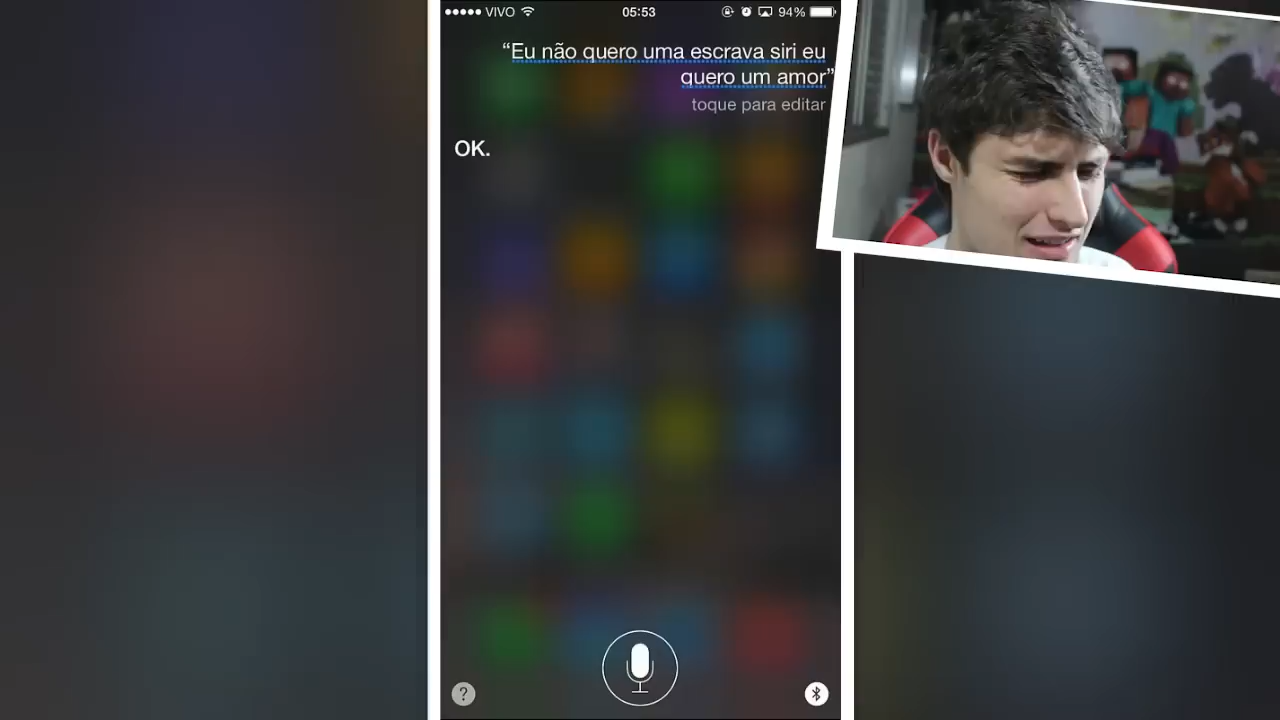 VIVO 05:53 94%
“Eu não quero uma escrava siri eu
quero um amor”
toque para editar
OK.
?